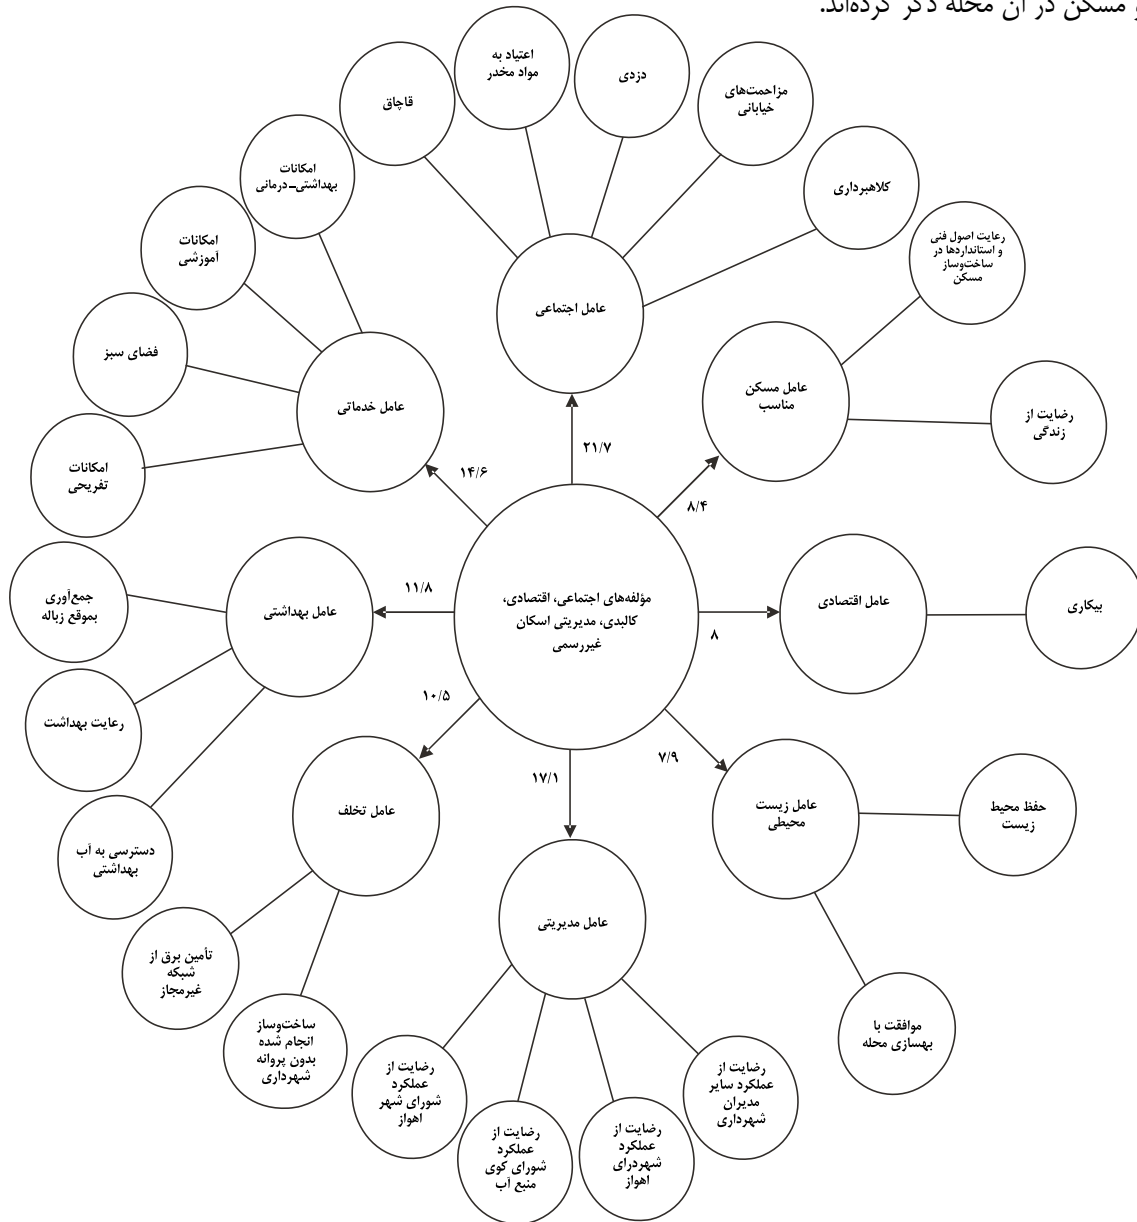 و مسکن در آن محله ذکر کرده‌اند.
اعتیاد به
مواد مخدر
دزدی
مزاحمت‌های
خیابانی
قاچاق
کلاهبرداری
امکانات
بهداشتی-درمانی
رعایت اصول فنی
و استانداردها در
ساخت‌وساز
مسکن
امکانات
آموزشی
عامل اجتماعی
فضای سبز
عامل خدماتی
عامل مسکن
مناسب
رضایت از
زندگی
امکانات
تفریحی
۲۱/۷
۱۴/۶
۸/۴
جمع‌آوری
بموقع زباله
عامل بهداشتی
۱۱/۸
مؤلفه‌های اجتماعی، اقتصادی،
کالبدی، مدیریتی اسکان
غیررسمی
۸
عامل اقتصادی
بیکاری
رعایت بهداشت
۱۰/۵
۱۷/۱
۷/۹
دسترسی به آب
بهداشتی
عامل تخلف
عامل زیست
محیطی
حفظ محیط
زیست
تأمین برق از
شبکه
غیرمجاز
عامل مدیریتی
موافقت با
بهسازی محله
ساخت‌وساز
انجام شده
بدون پروانه
شهرداری
رضایت از
عملکرد
شورای شهر
اهواز
رضایت از
عملکرد
شورای کوی
منبع آب
رضایت از
عملکرد
شهردرای
اهواز
رضایت از
عملکرد سایر
مدیران
شهرداری